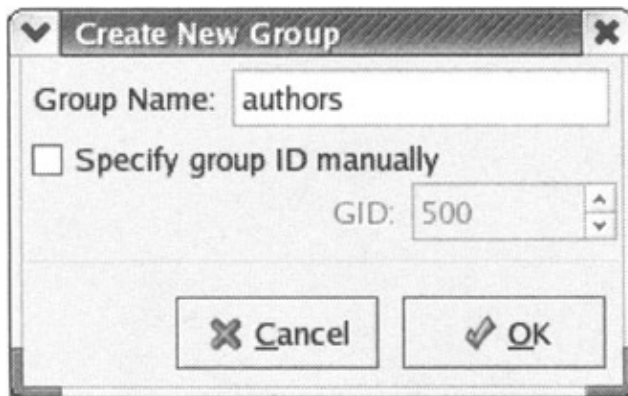 Create New Group
Group Name: authors
Specify group ID manually
GID: 500
Cancel OK